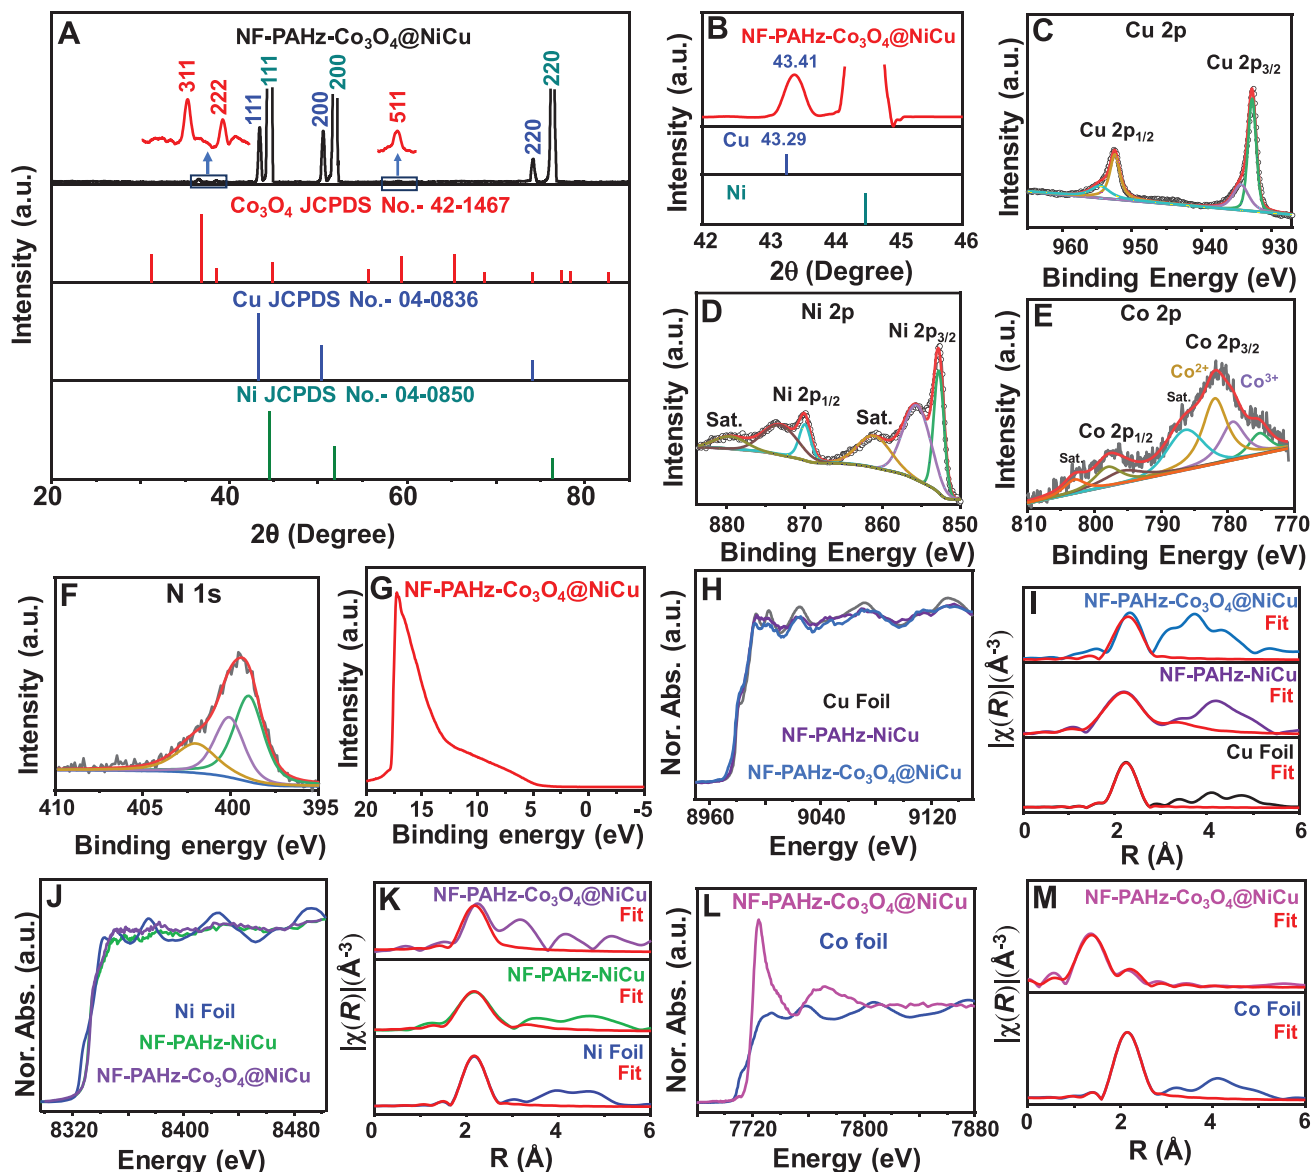 A
NF-PAHz-Co3O4@NiCu
311
222
111
111
200
200
511
220
220
Co3O4 JCPDS No.- 42-1467
Cu JCPDS No.- 04-0836
Ni JCPDS No.- 04-0850
Intensity (a.u.)
20 40 60 80
2θ (Degree)
B
NF-PAHz-Co3O4@NiCu
43.41
Cu 43.29
Ni
Intensity (a.u.)
42 43 44 45 46
2θ (Degree)
C
Cu 2p
Cu 2p3/2
Cu 2p1/2
Intensity (a.u.)
960 950 940 930 927
Binding Energy (eV)
D
Ni 2p
Ni 2p3/2
Ni 2p1/2
Sat.
Sat.
Intensity (a.u.)
880 870 860 850
Binding Energy (eV)
E
Co 2p
Co 2p3/2
Co2+
Co3+
Sat.
Co 2p1/2
Sat.
Intensity (a.u.)
810 800 790 780 770
Binding Energy (eV)
F
N 1s
Intensity (a.u.)
410 405 400 395
Binding energy (eV)
G
NF-PAHz-Co3O4@NiCu
Intensity (a.u.)
20 15 10 5 0 -5
Binding energy (eV)
H
Cu Foil
NF-PAHz-NiCu
NF-PAHz-Co3O4@NiCu
Nor. Abs. (a.u.)
8960 9040 9120
Energy (eV)
I
NF-PAHz-Co3O4@NiCu
Fit
NF-PAHz-NiCu
Fit
Cu Foil
Fit
|χ(R)|(Å-3)
0 2 4 6
R (Å)
J
Ni Foil
NF-PAHz-NiCu
NF-PAHz-Co3O4@NiCu
Nor. Abs. (a.u.)
8320 8400 8480
Energy (eV)
K
NF-PAHz-Co3O4@NiCu
Fit
NF-PAHz-NiCu
Fit
Ni Foil
Fit
|χ(R)|(Å-3)
0 2 4 6
R (Å)
L
NF-PAHz-Co3O4@NiCu
Co foil
Nor. Abs. (a.u.)
7720 7800 7880
Energy (eV)
M
NF-PAHz-Co3O4@NiCu
Fit
Co Foil
Fit
|χ(R)|(Å-3)
0 2 4 6
R (Å)